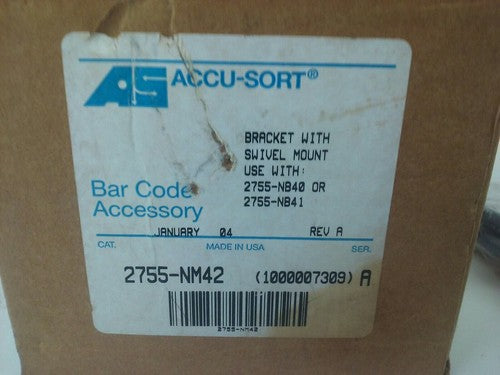 AS ACCU-SORT®
BRACKET WITH
SWIVEL MOUNT
USE WITH:
2755-NB40 OR
2755-NB41
Bar Code
Accessory
JANUARY 04 REV A
CAT. MADE IN USA SER.
2755-NM42 (1000007309) A
2755-NM42